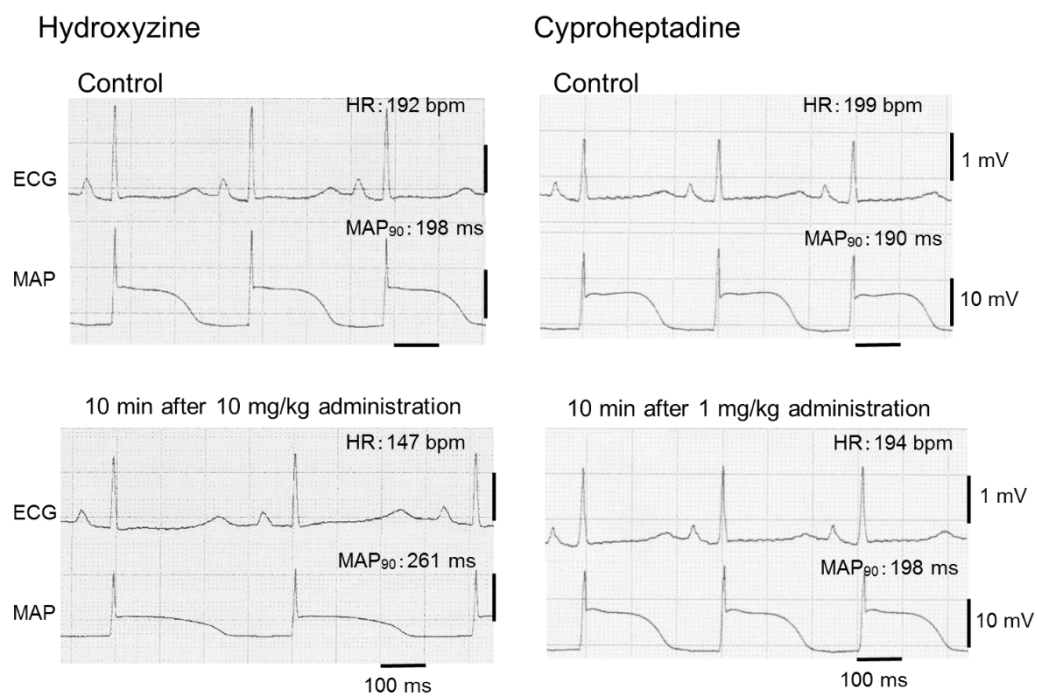 Hydroxyzine
Control
HR: 192 bpm
ECG
MAP₉₀: 198 ms
MAP
10 min after 10 mg/kg administration
HR: 147 bpm
ECG
MAP₉₀: 261 ms
MAP
100 ms
Cyproheptadine
Control
HR: 199 bpm
1 mV
MAP₉₀: 190 ms
10 mV
10 min after 1 mg/kg administration
HR: 194 bpm
1 mV
MAP₉₀: 198 ms
10 mV
100 ms